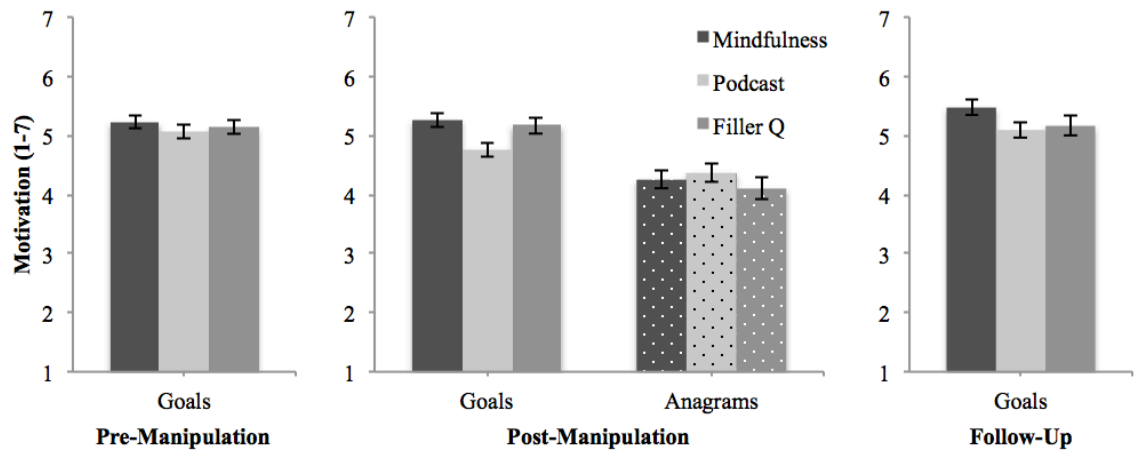 Motivation (1-7)
7
6
5
4
3
2
1
Goals
Pre-Manipulation
7
6
5
4
3
2
1
Mindfulness
Podcast
Filler Q
Goals
Anagrams
Post-Manipulation
7
6
5
4
3
2
1
Goals
Follow-Up